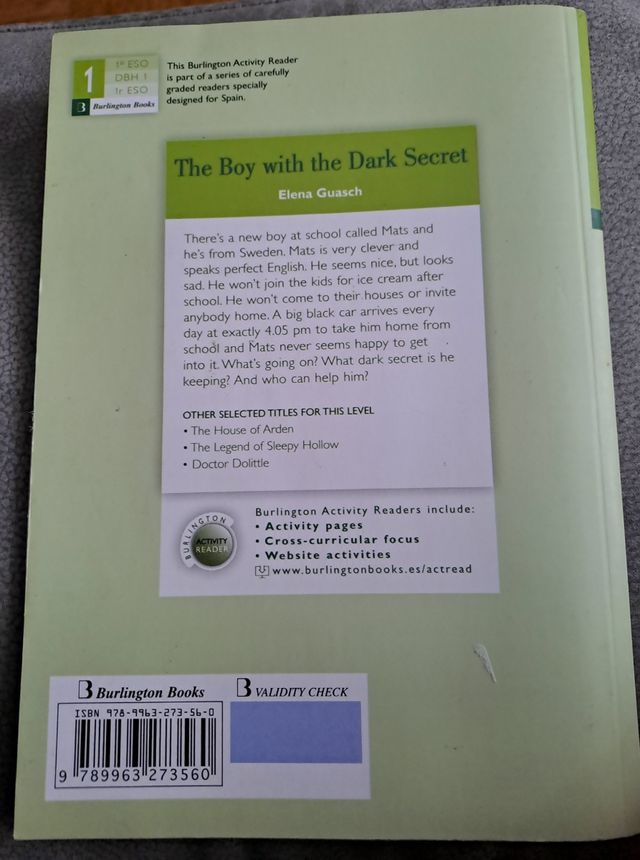 1
1º ESO
DBH 1
1r ESO
B Burlington Books
This Burlington Activity Reader
is part of a series of carefully
graded readers specially
designed for Spain.
The Boy with the Dark Secret
Elena Guasch
There's a new boy at school called Mats and
he's from Sweden. Mats is very clever and
speaks perfect English. He seems nice, but looks
sad. He won't join the kids for ice cream after
school. He won't come to their houses or invite
anybody home. A big black car arrives every
day at exactly 4.05 pm to take him home from
school and Mats never seems happy to get
into it. What's going on? What dark secret is he
keeping? And who can help him?
OTHER SELECTED TITLES FOR THIS LEVEL
• The House of Arden
• The Legend of Sleepy Hollow
• Doctor Dolittle
Burlington Activity Readers include:
• Activity pages
• Cross-curricular focus
• Website activities
www.burlingtonbooks.es/actread
BURLINGTON
ACTIVITY
READER
B Burlington Books
B VALIDITY CHECK
ISBN 978-9963-273-56-0
9 789963 273560